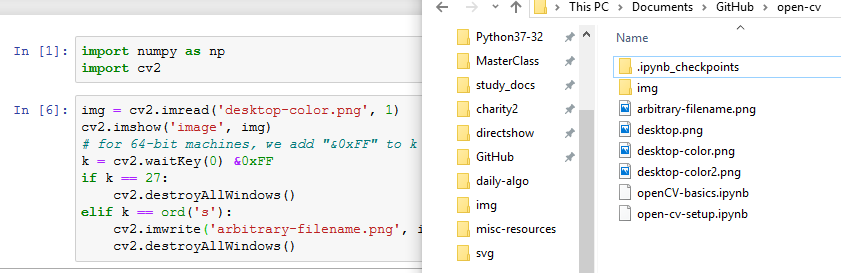 In [1]:
import numpy as np
import cv2
In [6]:
img = cv2.imread('desktop-color.png', 1)
cv2.imshow('image', img)
# for 64-bit machines, we add "&0xFF" to k
k = cv2.waitKey(0) &0xFF
if k == 27:
    cv2.destroyAllWindows()
elif k == ord('s'):
    cv2.imwrite('arbitrary-filename.png', i
    cv2.destroyAllWindows()
This PC > Documents > GitHub > open-cv
Python37-32
MasterClass
study_docs
charity2
directshow
GitHub
daily-algo
img
misc-resources
svg
Name
.ipynb_checkpoints
img
arbitrary-filename.png
desktop.png
desktop-color.png
desktop-color2.png
openCV-basics.ipynb
open-cv-setup.ipynb